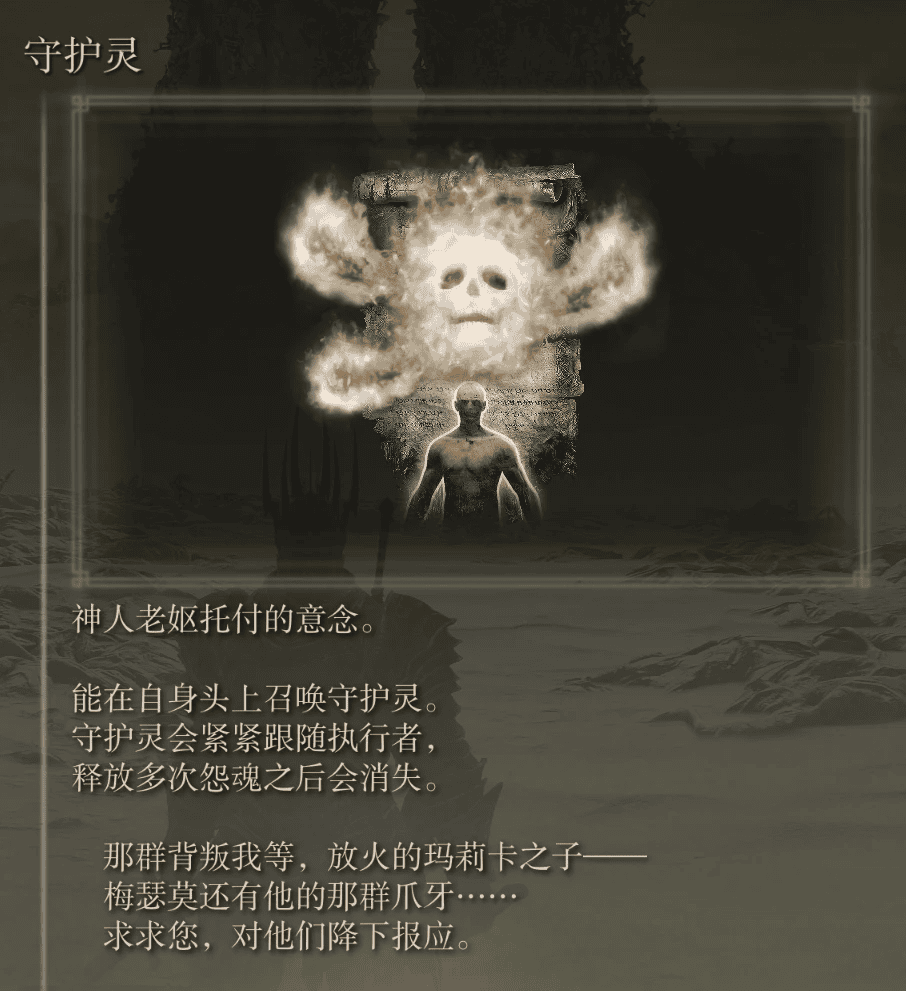 守护灵
神人老妪托付的意念。
能在自身头上召唤守护灵。
守护灵会紧紧跟随执行者，
释放多次怨魂之后会消失。
那群背叛我等，放火的玛莉卡之子——
梅瑟莫还有他的那群爪牙……
求求您，对他们降下报应。